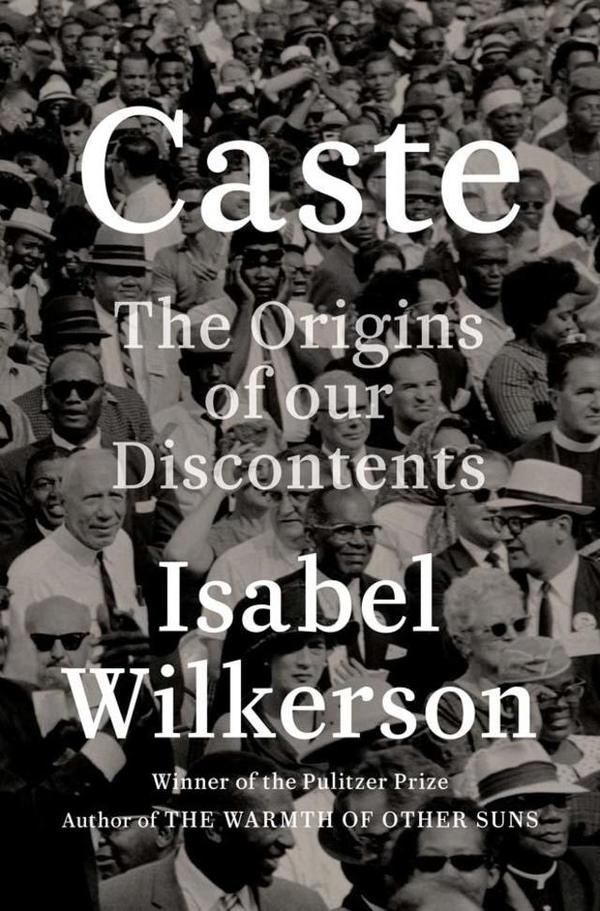 Caste
The Origins
of our
Discontents
Isabel
Wilkerson
Winner of the Pulitzer Prize
Author of THE WARMTH OF OTHER SUNS